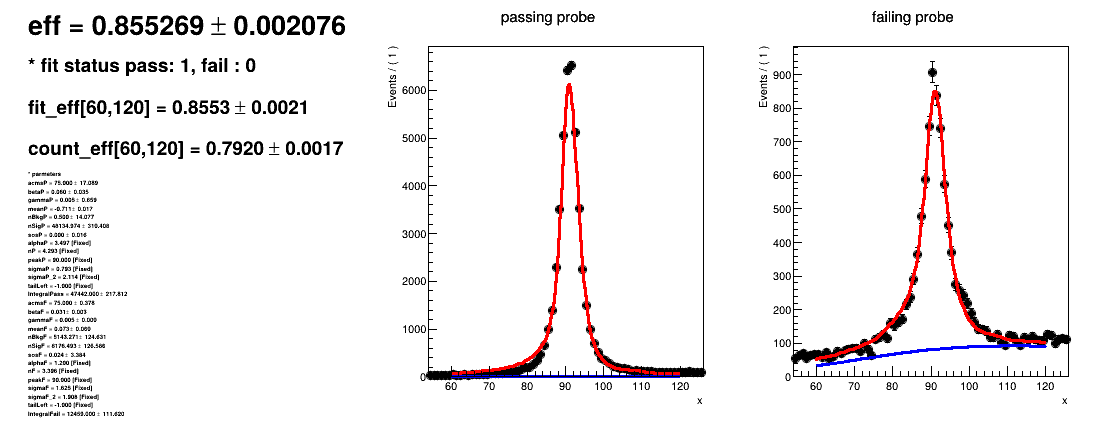 eff = 0.855269 ± 0.002076
* fit status pass: 1, fail : 0
fit_eff[60,120] = 0.8553 ± 0.0021
count_eff[60,120] = 0.7920 ± 0.0017
* parmeters
acmsP = 75.000 ± 17.089
betaP = 0.060 ± 0.035
gammaP = 0.005 ± 0.659
meanP = -0.711 ± 0.017
nBkgP = 0.500 ± 14.077
nSigP = 48134.974 ± 310.408
sosP = 0.000 ± 0.016
alphaP = 3.497 [Fixed]
nP = 4.293 [Fixed]
peakP = 90.000 [Fixed]
sigmaP = 0.793 [Fixed]
sigmaP_2 = 2.114 [Fixed]
tailLeft = -1.000 [Fixed]
IntegralPass = 47442.000 ± 217.812
acmsF = 75.000 ± 0.378
betaF = 0.031 ± 0.003
gammaF = 0.005 ± 0.000
meanF = 0.073 ± 0.069
nBkgF = 5143.271 ± 124.631
nSigF = 8176.493 ± 126.586
sosF = 0.024 ± 3.384
alphaF = 1.200 [Fixed]
nF = 3.396 [Fixed]
peakF = 90.000 [Fixed]
sigmaF = 1.625 [Fixed]
sigmaF_2 = 1.908 [Fixed]
tailLeft = -1.000 [Fixed]
IntegralFail = 12459.000 ± 111.620
passing probe
Events / ( 1 )
6000
5000
4000
3000
2000
1000
0
60 70 80 90 100 110 120
x
failing probe
Events / ( 1 )
900
800
700
600
500
400
300
200
100
0
60 70 80 90 100 110 120
x